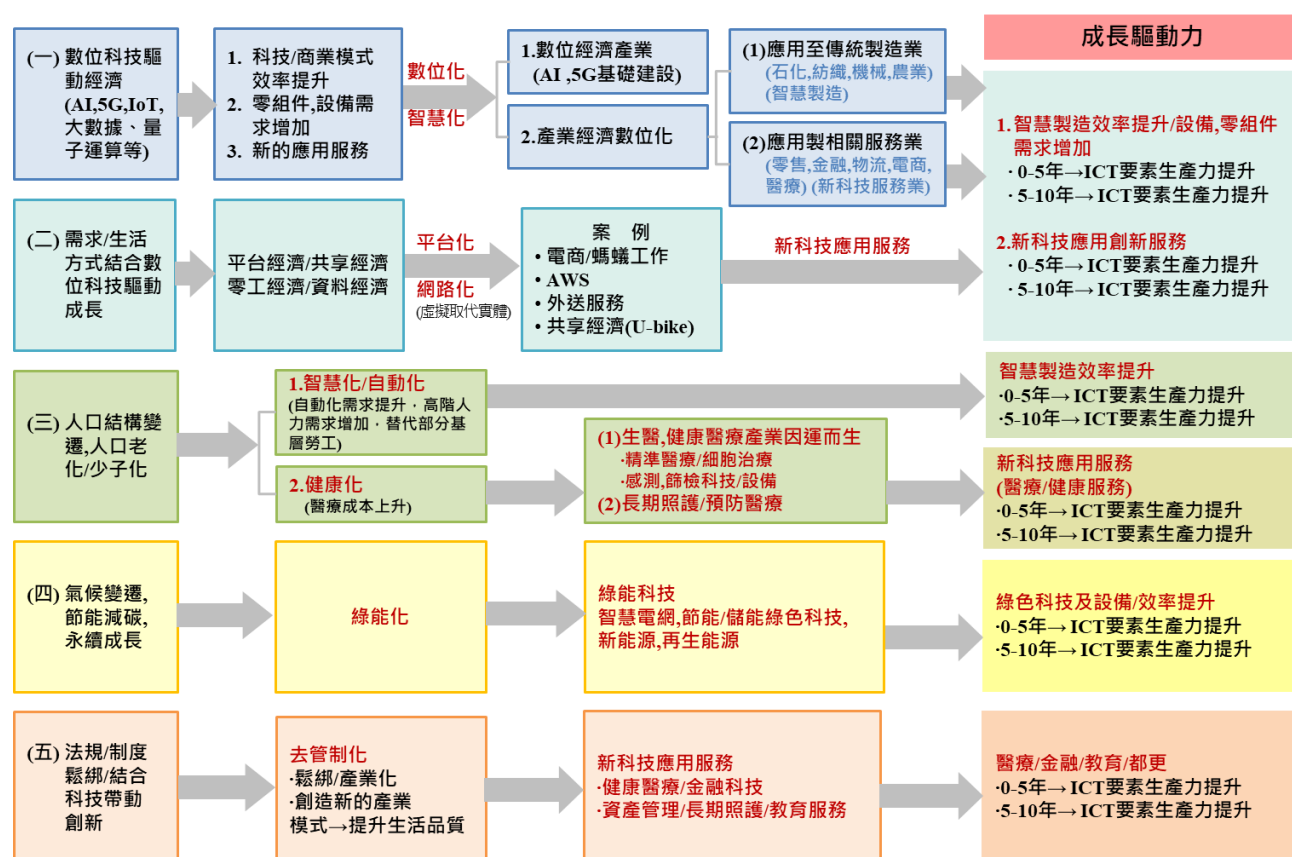 成長驅動力
(一) 數位科技驅
動經濟
(AI,5G,IoT,
大數據、量
子運算等)
1. 科技/商業模式
效率提升
2. 零組件,設備需
求增加
3. 新的應用服務
數位化
智慧化
1.數位經濟產業
(AI ,5G基礎建設)
2.產業經濟數位化
(1)應用至傳統製造業
(石化,紡織,機械,農業)
(智慧製造)
(2)應用製相關服務業
(零售,金融,物流,電商,
醫療) (新科技服務業)
1.智慧製造效率提升/設備,零組件
需求增加
· 0-5年→ICT要素生產力提升
· 5-10年→ICT要素生產力提升
(二) 需求/生活
方式結合數
位科技驅動
成長
平台經濟/共享經濟
零工經濟/資料經濟
平台化
網路化
(虛擬取代實體)
案 例
• 電商/螞蟻工作
• AWS
• 外送服務
• 共享經濟(U-bike)
新科技應用服務
2.新科技應用創新服務
· 0-5年→ICT要素生產力提升
· 5-10年→ICT要素生產力提升
(三) 人口結構變
遷,人口老
化/少子化
1.智慧化/自動化
(自動化需求提升，高階人
力需求增加，替代部分基
層勞工)
智慧製造效率提升
·0-5年→ICT要素生產力提升
·5-10年→ICT要素生產力提升
2.健康化
(醫療成本上升)
(1)生醫,健康醫療產業因運而生
·精準醫療/細胞治療
·感測,篩檢科技/設備
(2)長期照護/預防醫療
新科技應用服務
(醫療/健康服務)
·0-5年→ICT要素生產力提升
·5-10年→ICT要素生產力提升
(四) 氣候變遷,
節能減碳,
永續成長
綠能化
綠能科技
智慧電網,節能/儲能綠色科技,
新能源,再生能源
綠色科技及設備/效率提升
·0-5年→ICT要素生產力提升
·5-10年→ICT要素生產力提升
(五) 法規/制度
鬆綁/結合
科技帶動
創新
去管制化
·鬆綁/產業化
·創造新的產業
模式→提升生活品質
新科技應用服務
·健康醫療/金融科技
·資產管理/長期照護/教育服務
醫療/金融/教育/都更
·0-5年→ICT要素生產力提升
·5-10年→ICT要素生產力提升